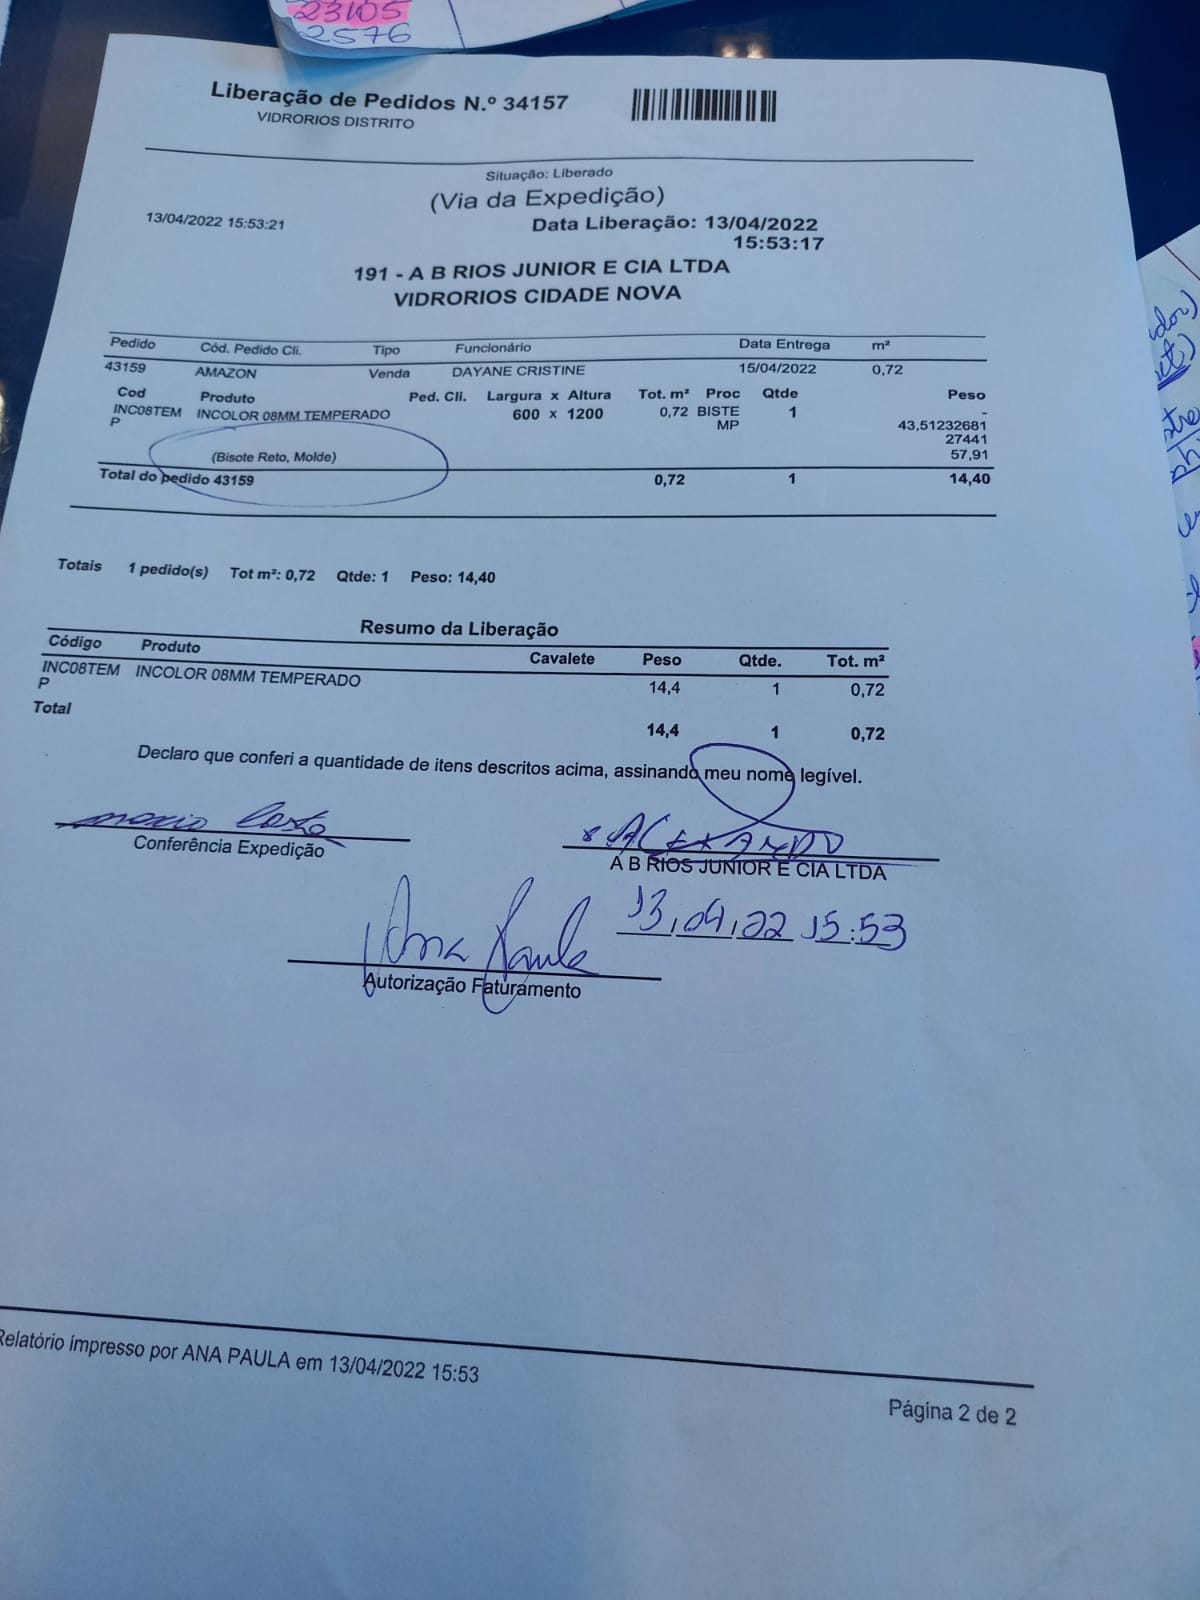 23105
2576
Liberação de Pedidos N.º 34157
VIDRORIOS DISTRITO
Situação: Liberado
(Via da Expedição)
13/04/2022 15:53:21
Data Liberação: 13/04/2022
15:53:17
191 - A B RIOS JUNIOR E CIA LTDA
VIDRORIOS CIDADE NOVA
Pedido Cód. Pedido Cli. Tipo Funcionário Data Entrega m²
43159 AMAZON Venda DAYANE CRISTINE 15/04/2022 0,72
Cod Produto Ped. Cli. Largura x Altura Tot. m² Proc Qtde Peso
INC08TEM INCOLOR 08MM TEMPERADO 600 x 1200 0,72 BISTE 1 -
P MP 43,51232681
27441
(Bisote Reto, Molde) 57,91
Total do pedido 43159 0,72 1 14,40
Totais 1 pedido(s) Tot m²: 0,72 Qtde: 1 Peso: 14,40
Resumo da Liberação
Código Produto Cavalete Peso Qtde. Tot. m²
INC08TEM INCOLOR 08MM TEMPERADO 14,4 1 0,72
P
Total 14,4 1 0,72
Declaro que conferi a quantidade de itens descritos acima, assinando meu nome legível.
Costa
Conferência Expedição
A B RIOS JUNIOR E CIA LTDA
13,04,22 15:53
Ana Paula
Autorização Faturamento
Relatório impresso por ANA PAULA em 13/04/2022 15:53
Página 2 de 2